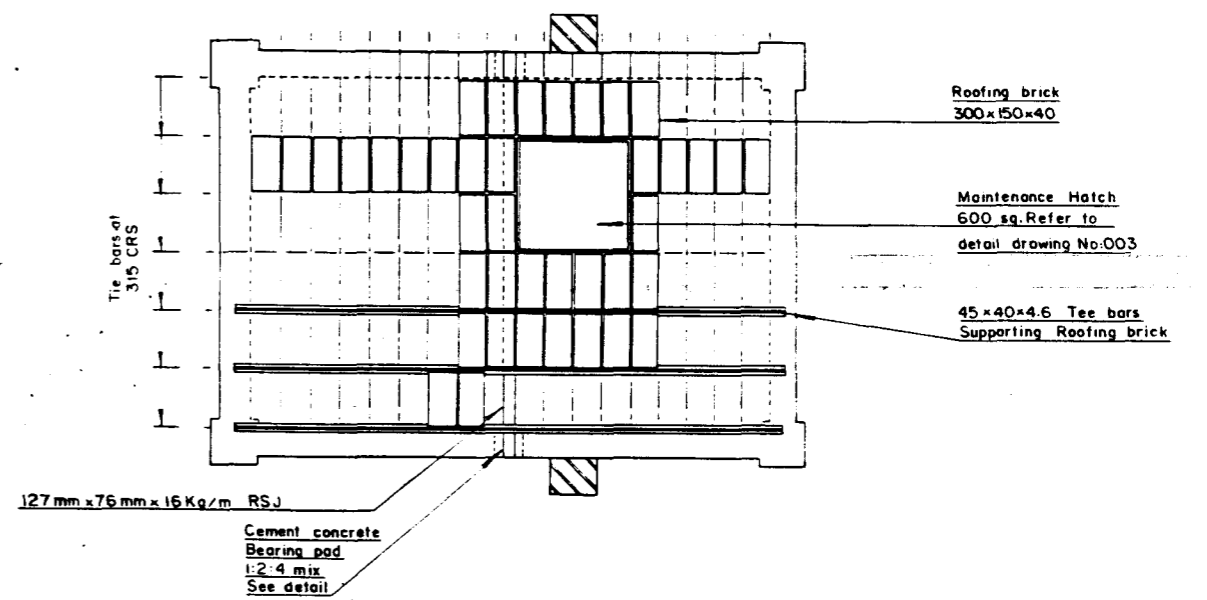 Roofing brick
300x150x40
Maintenance Hatch
600 sq. Refer to
detail drawing No:003
Tie bars at
315 CRS
45x40x4.6 Tee bars
Supporting Roofing brick
127mm x 76mm x 16Kg/m RSJ
Cement concrete
Bearing pad
1:2:4 mix
See detail